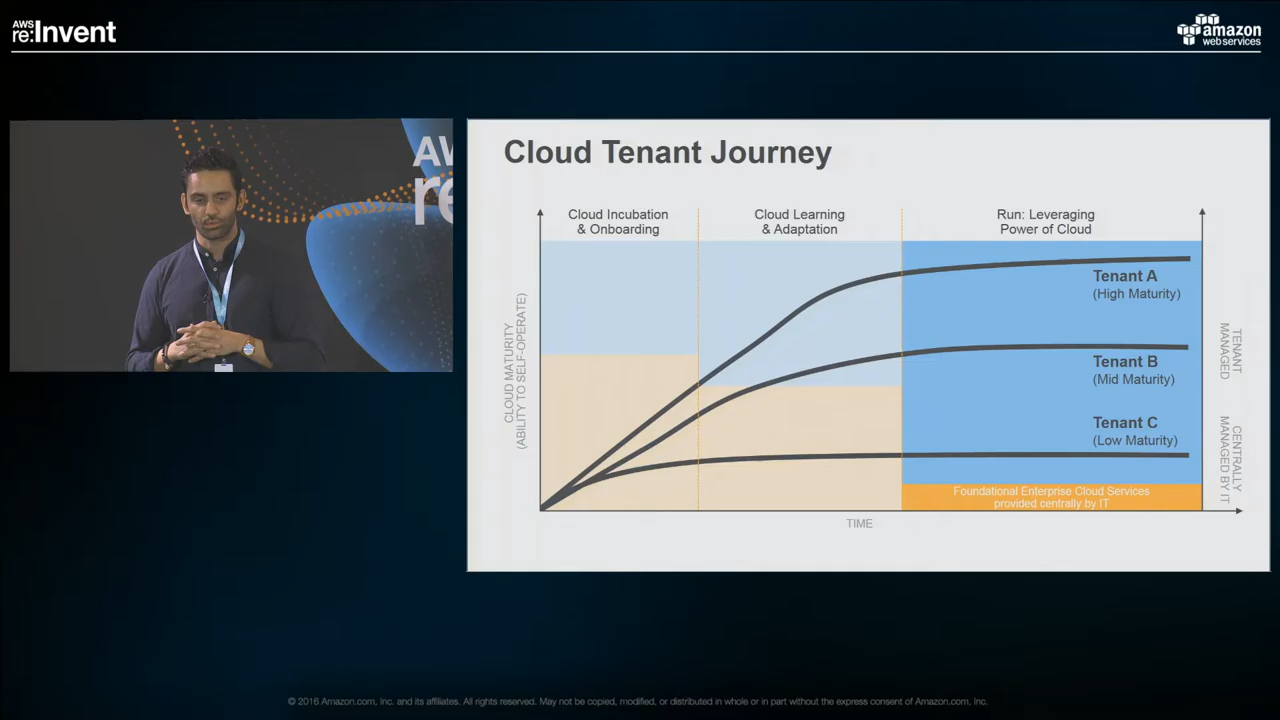 AWS
re:Invent
amazon
web services
AW
re
Cloud Tenant Journey
Cloud Incubation
& Onboarding
Cloud Learning
& Adaptation
Run: Leveraging
Power of Cloud
CLOUD MATURITY
(ABILITY TO SELF-OPERATE)
Tenant A
(High Maturity)
Tenant B
(Mid Maturity)
Tenant C
(Low Maturity)
TENANT
MANAGED
CENTRALLY
MANAGED BY IT
Foundational Enterprise Cloud Services
provided centrally by IT
TIME
© 2016 Amazon.com, Inc. and its affiliates. All rights reserved. May not be copied, modified, or distributed in whole or in part without the express consent of Amazon.com, Inc.